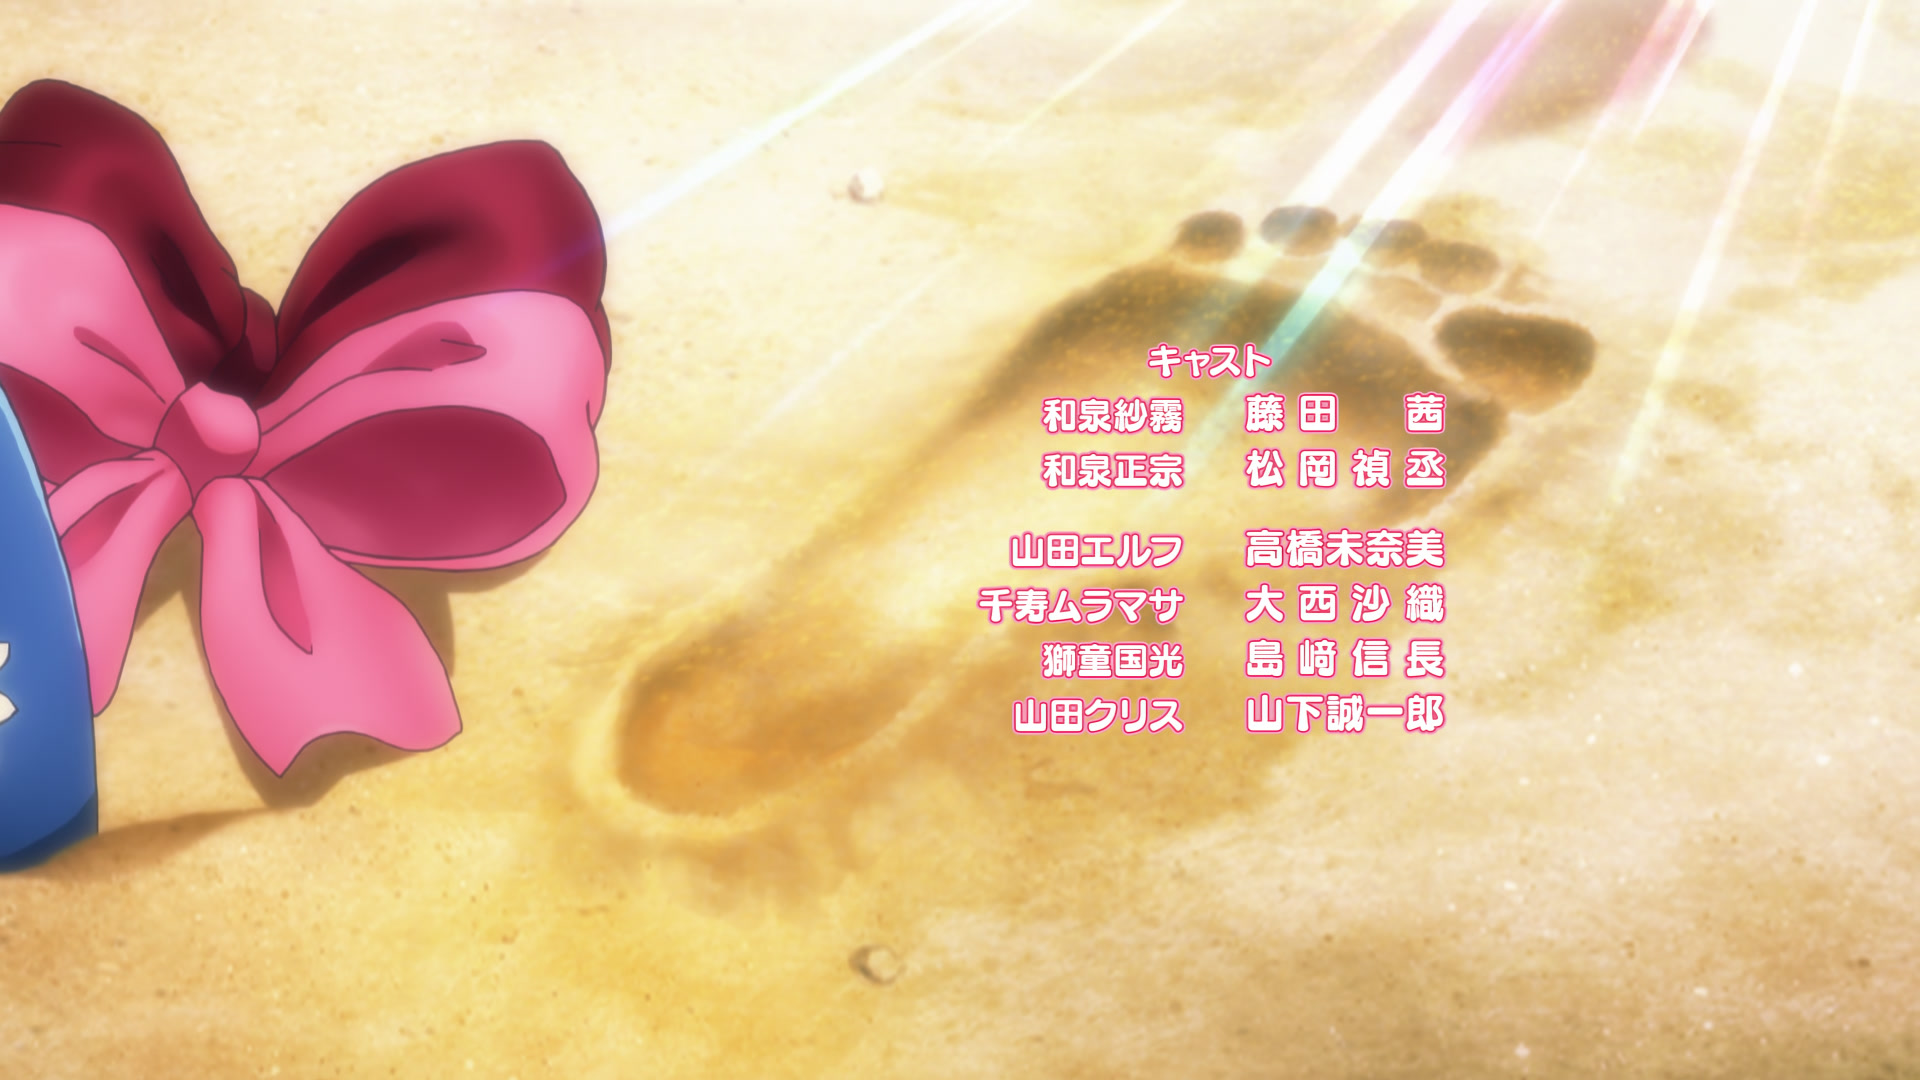 キャスト
和泉紗霧 藤田 茜
和泉正宗 松岡禎丞
山田エルフ 高橋未奈美
千寿ムラマサ 大西沙織
獅童国光 島﨑信長
山田クリス 山下誠一郎